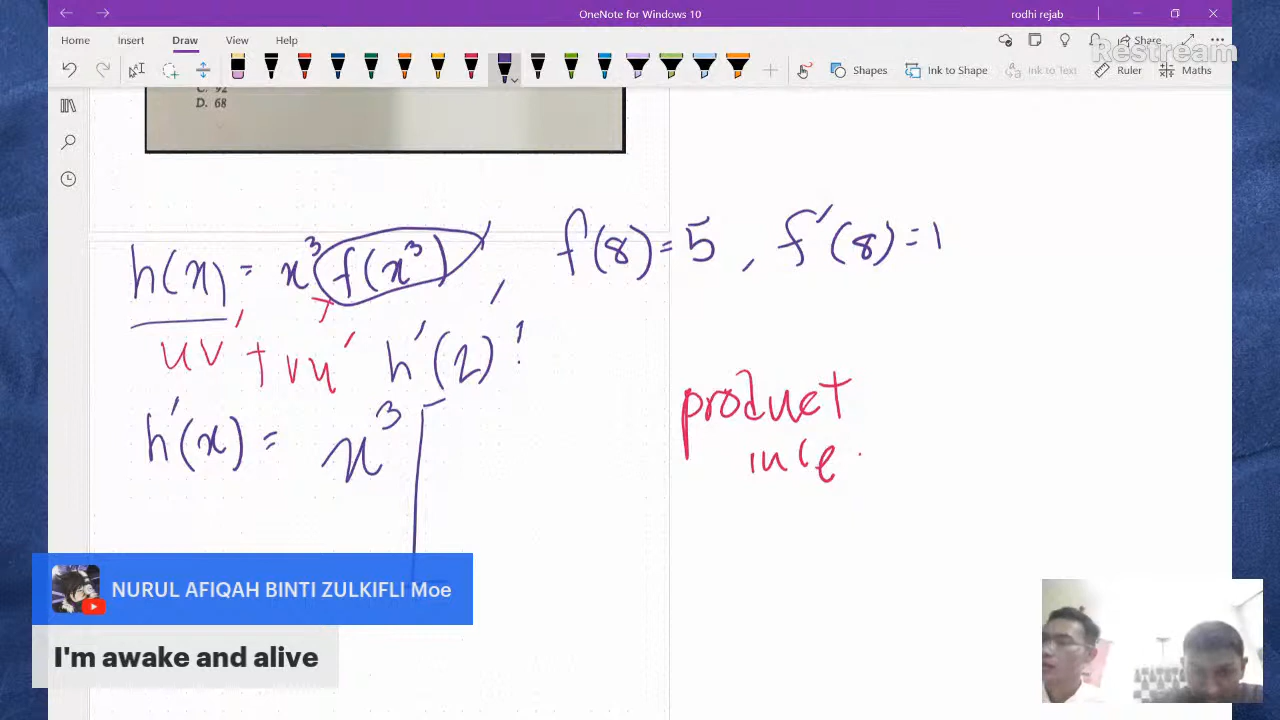 OneNote for Windows 10
rodhi rejab
Home Insert Draw View Help
Share
Restream
Shapes Ink to Shape Ink to Text Ruler Maths
C. 92
D. 68
h(x) = x³ f(x³) , f(8) = 5 , f'(8) = 1
uv' + vu' h'(2) ?
product
h'(x) = x³ [
NURUL AFIQAH BINTI ZULKIFLI Moe
I'm awake and alive